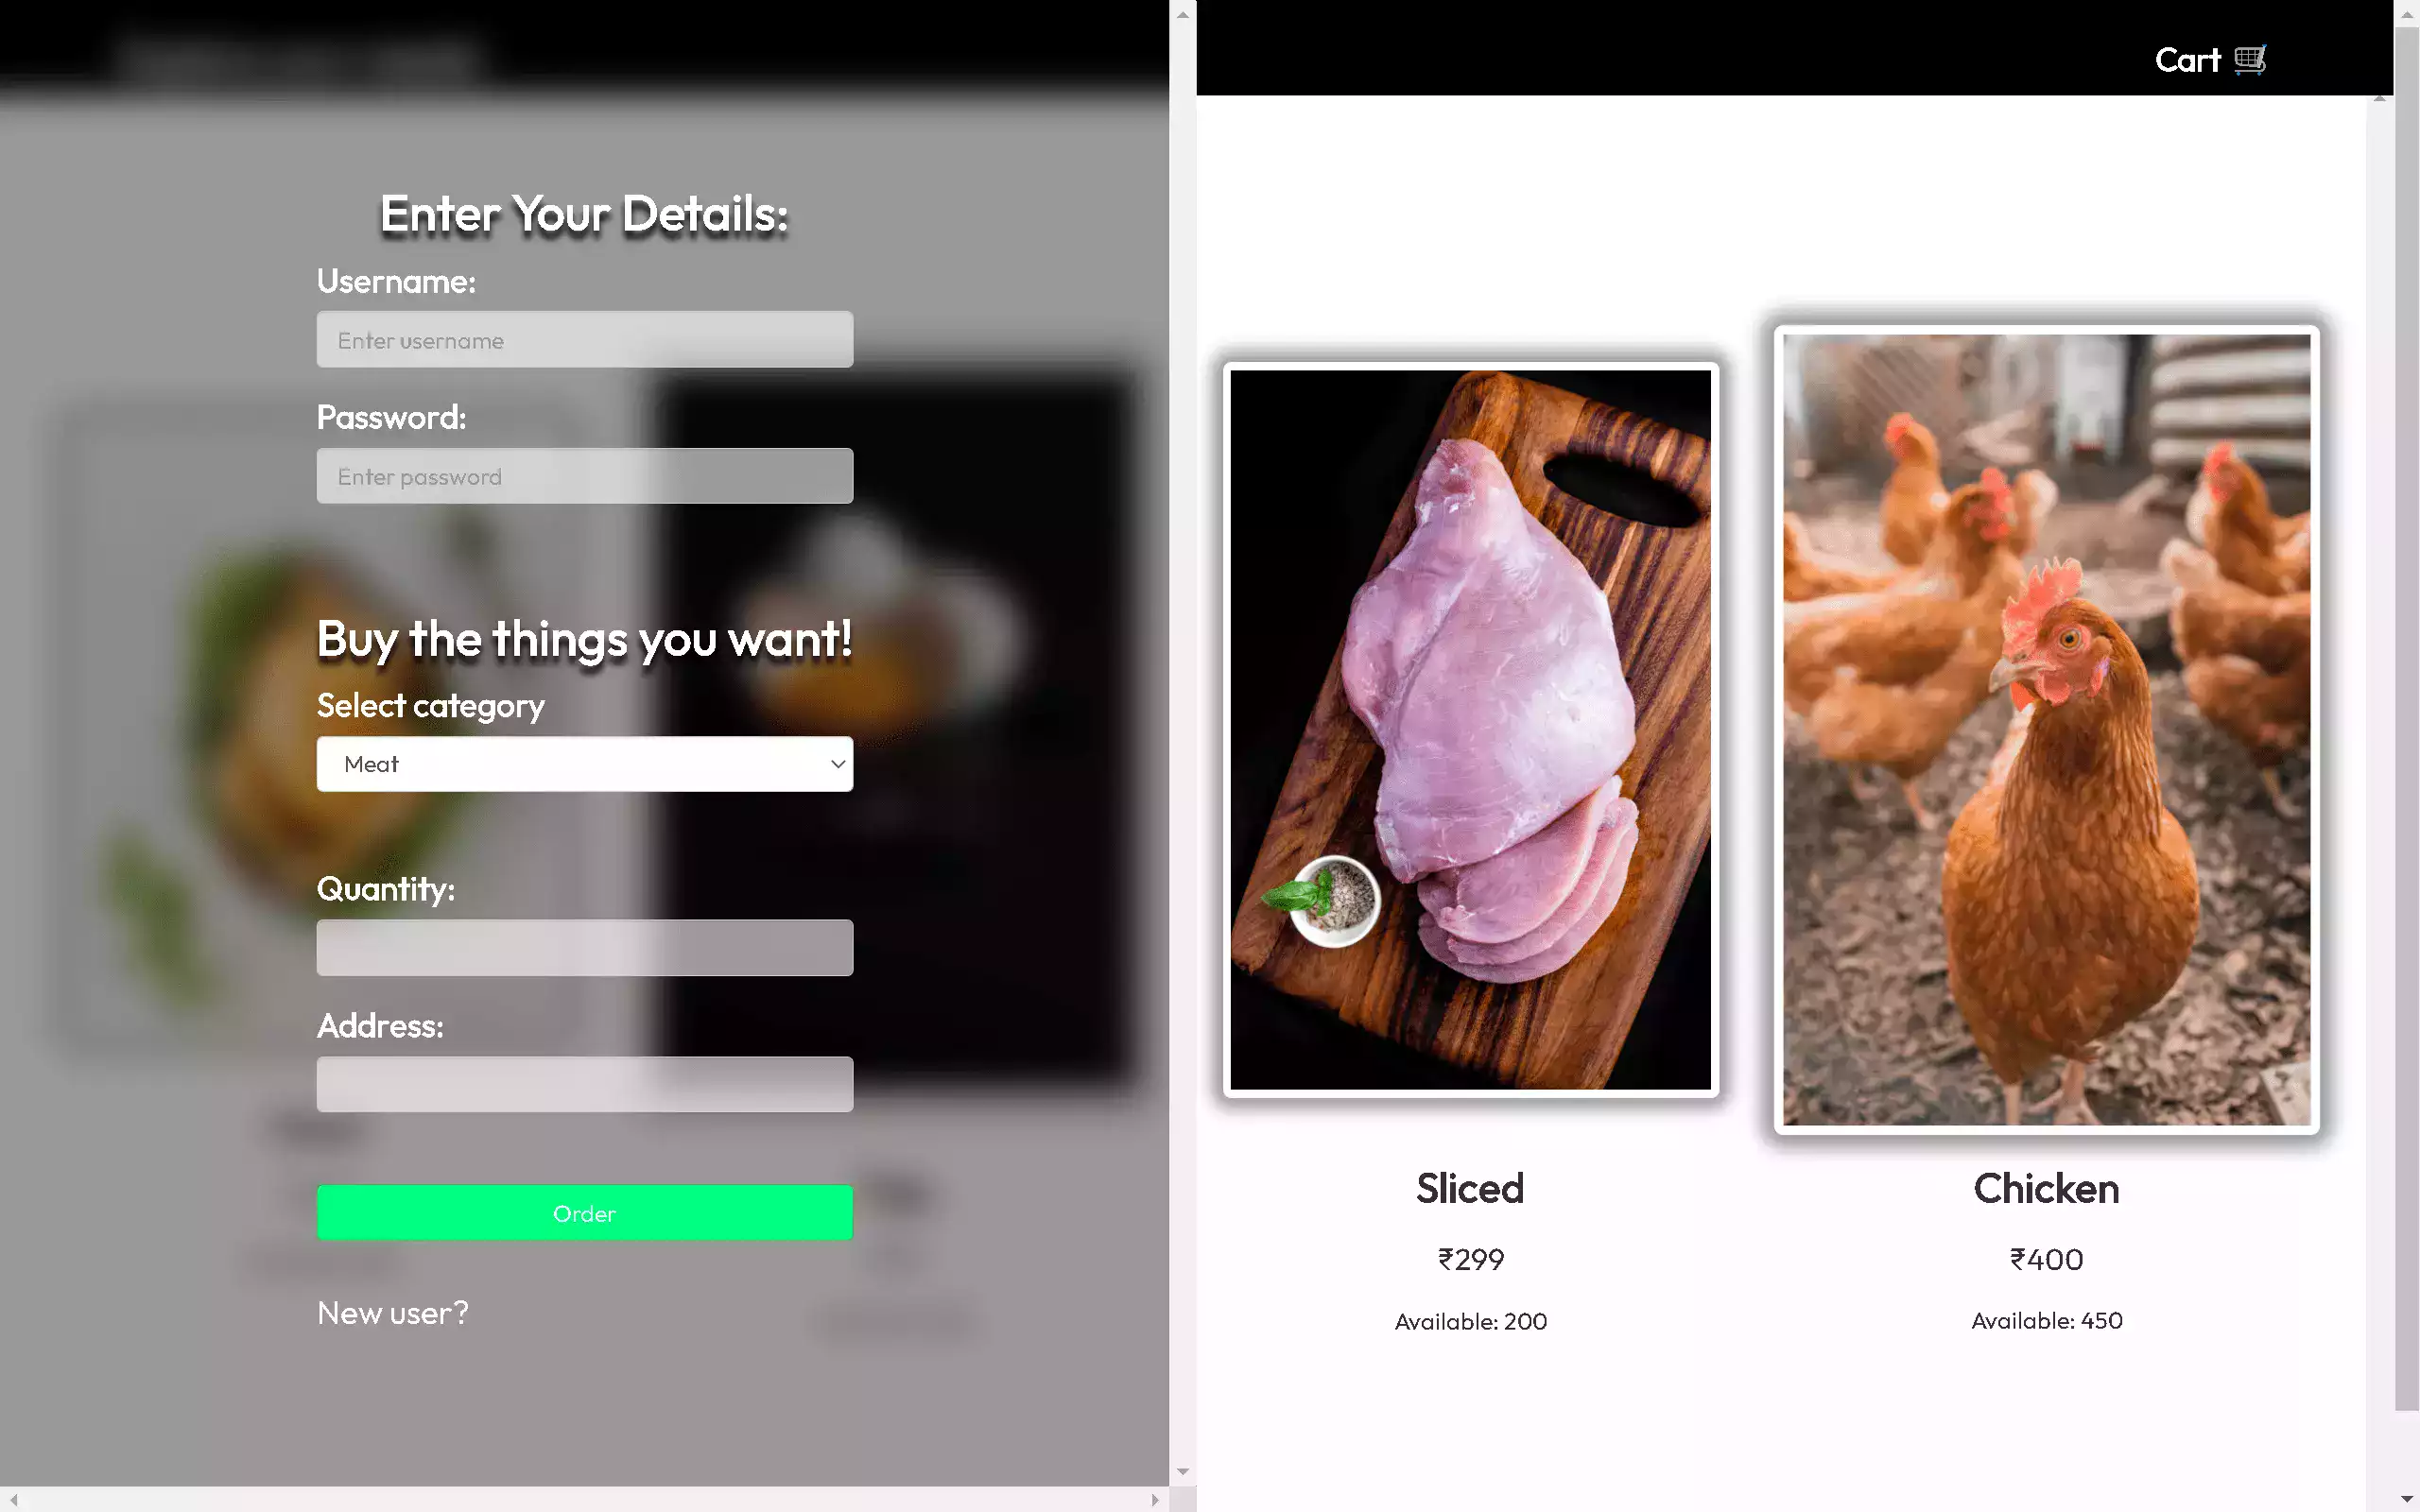 Cart
Enter Your Details:
Username:
Enter username
Password:
Enter password
Buy the things you want!
Select category
Meat
Quantity:
Address:
Order
New user?
Sliced
₹299
Available: 200
Chicken
₹400
Available: 450